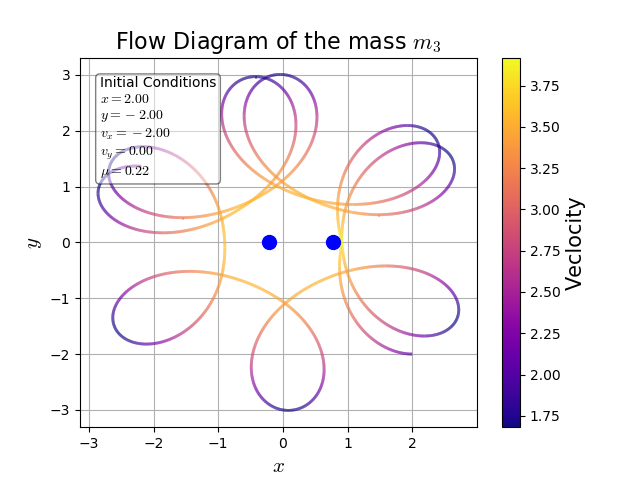 Flow Diagram of the mass $m_3$
Initial Conditions
x = 2.00
y = − 2.00
v_x = − 2.00
v_y = 0.00
μ = 0.22
3
2
1
0
−1
−2
−3
y
−3
−2
−1
0
1
2
x
3.75
3.50
3.25
3.00
2.75
2.50
2.25
2.00
1.75
Veclocity